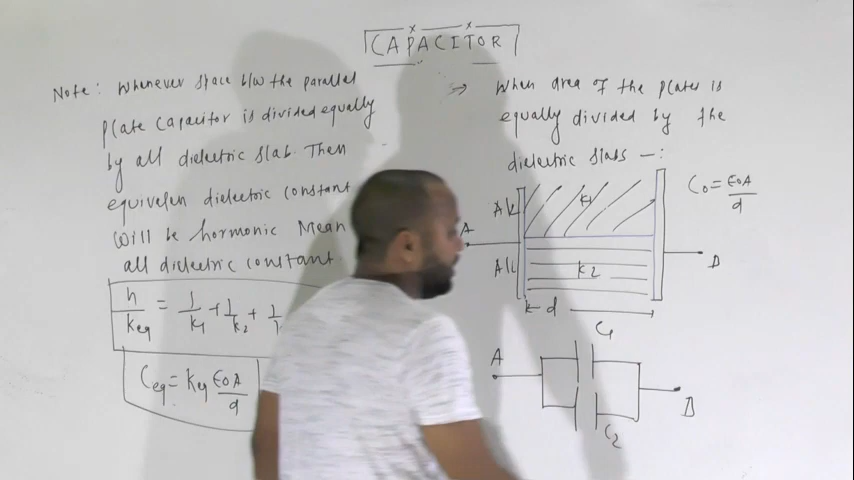 CAPACITOR
Note: Whenever space b/w the parallel
plate capacitor is divided equally
by all dielectric slab. Then
equivelen dielectric constant
will be hormonic Mean
all dielectric constant
n/keq = 1/k1 + 1/k2 + 1/
Ceq = keq ε0A/d
=> When area of the plates is
equally divided by the
dielectric slabs -:
C0 = ε0A/d
A/2 K1
A B
A/2 K2
d
C1
A B
C2